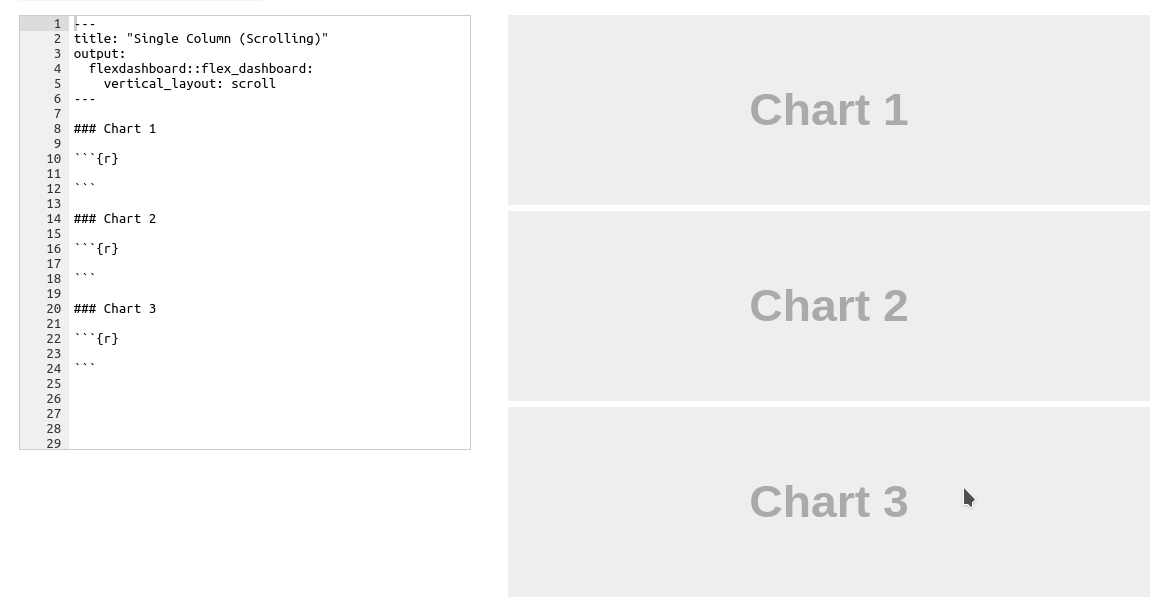 1 ---
2 title: "Single Column (Scrolling)"
3 output:
4   flexdashboard::flex_dashboard:
5     vertical_layout: scroll
6 ---
7
8 ### Chart 1
9
10 ```{r}
11
12 ```
13
14 ### Chart 2
15
16 ```{r}
17
18 ```
19
20 ### Chart 3
21
22 ```{r}
23
24 ```
25
26
27
28
29
Chart 1
Chart 2
Chart 3